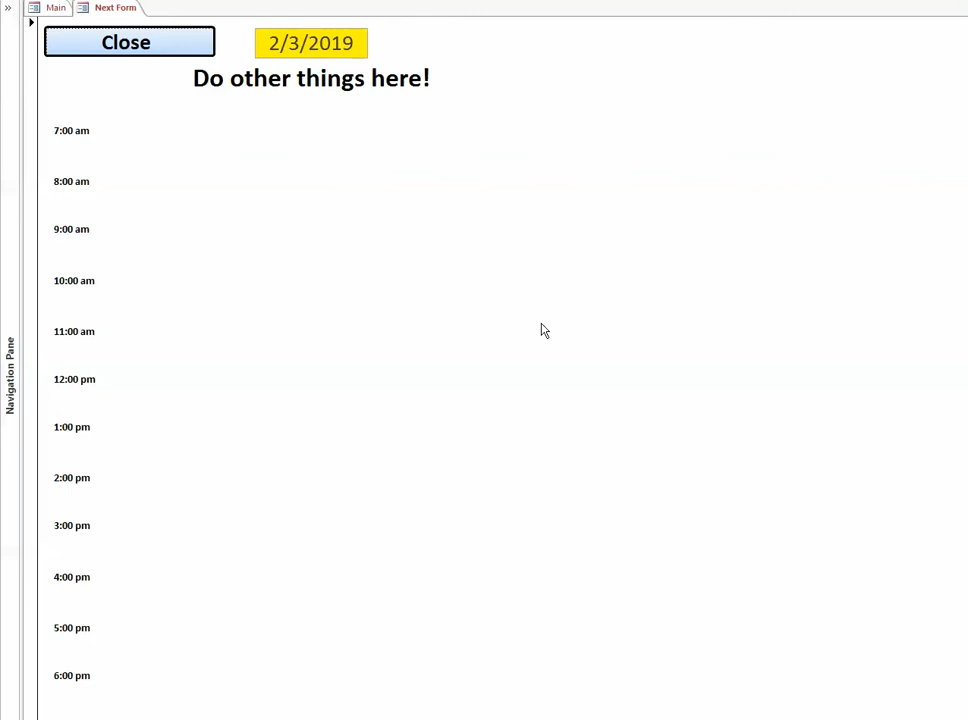 »
Main
Next Form
Close
2/3/2019
Do other things here!
7:00 am
8:00 am
9:00 am
10:00 am
11:00 am
12:00 pm
1:00 pm
2:00 pm
3:00 pm
4:00 pm
5:00 pm
6:00 pm
Navigation Pane